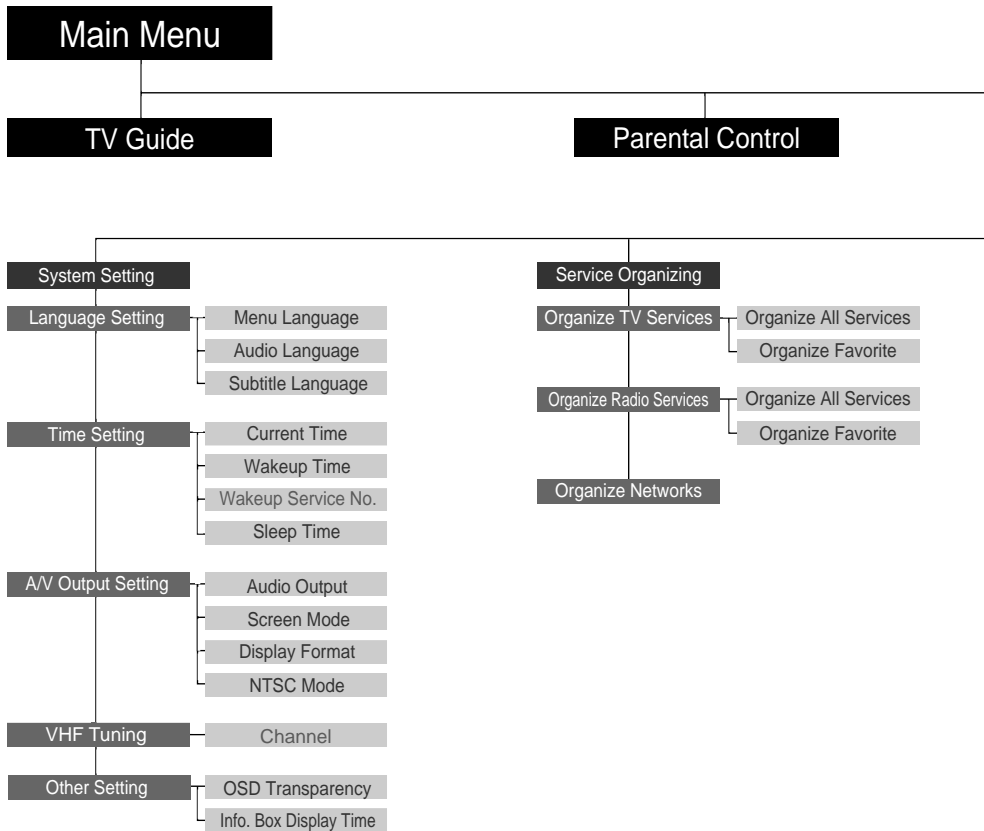 Main Menu
TV Guide
Parental Control
System Setting
Language Setting
Menu Language
Audio Language
Subtitle Language
Time Setting
Current Time
Wakeup Time
Wakeup Service No.
Sleep Time
A/V Output Setting
Audio Output
Screen Mode
Display Format
NTSC Mode
VHF Tuning
Channel
Other Setting
OSD Transparency
Info. Box Display Time
Service Organizing
Organize TV Services
Organize All Services
Organize Favorite
Organize Radio Services
Organize All Services
Organize Favorite
Organize Networks